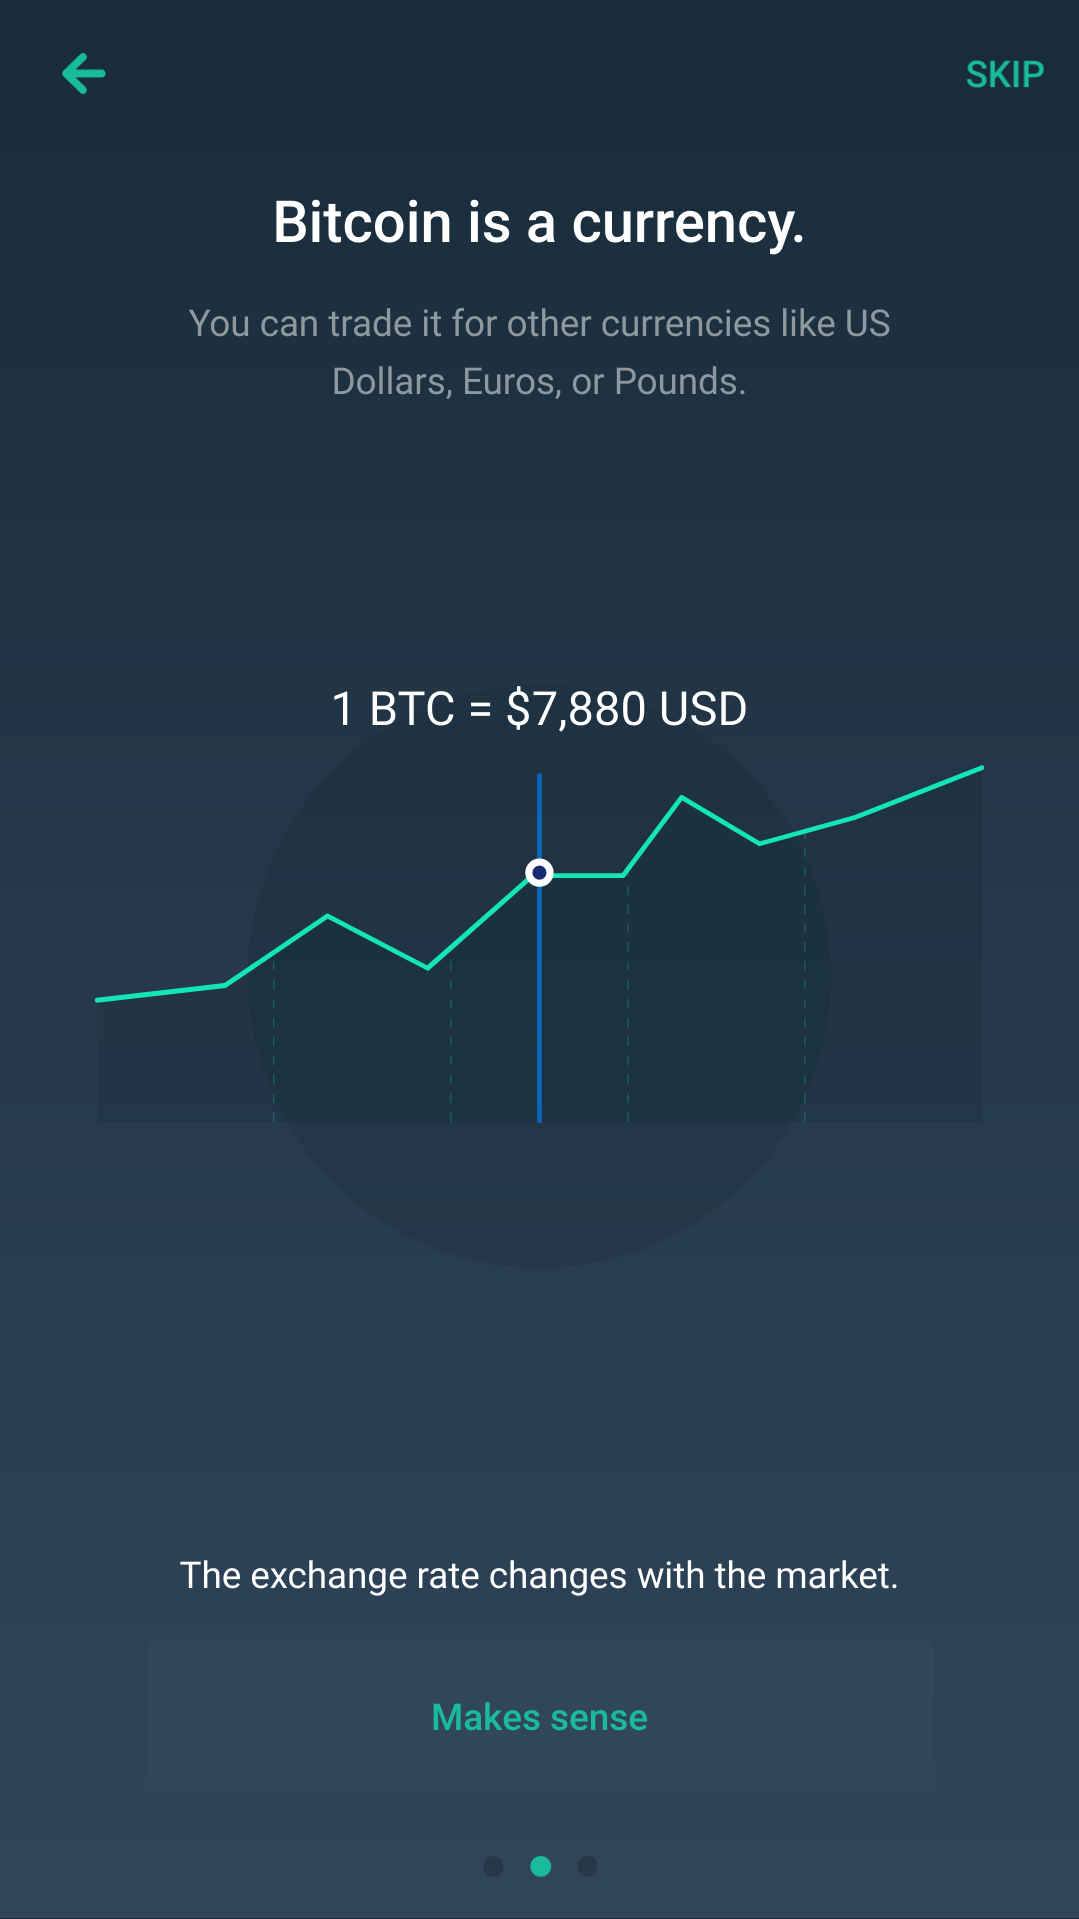 SKIP
Bitcoin is a currency.
You can trade it for other currencies like US
Dollars, Euros, or Pounds.
1 BTC = $7,880 USD
The exchange rate changes with the market.
Makes sense